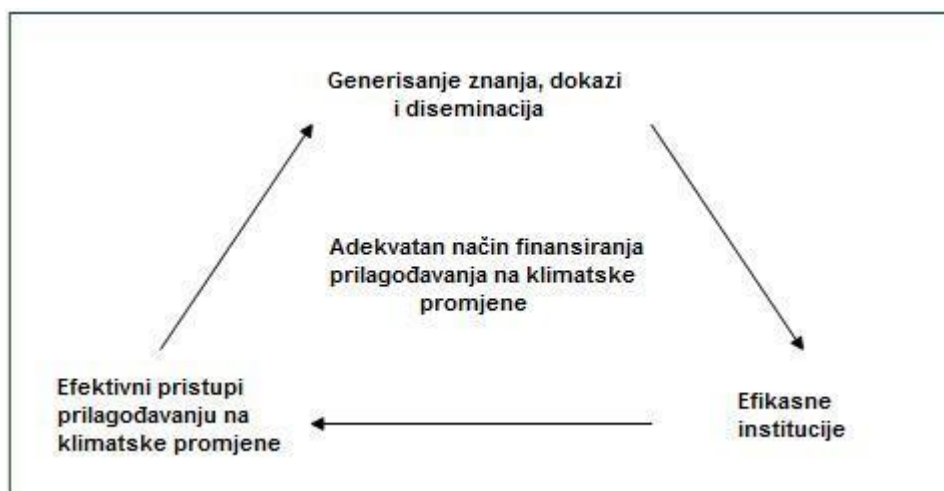 Generisanje znanja, dokazi
i diseminacija
Adekvatan način finansiranja
prilagođavanja na klimatske
promjene
Efektivni pristupi
prilagođavanju na
klimatske promjene
Efikasne
institucije